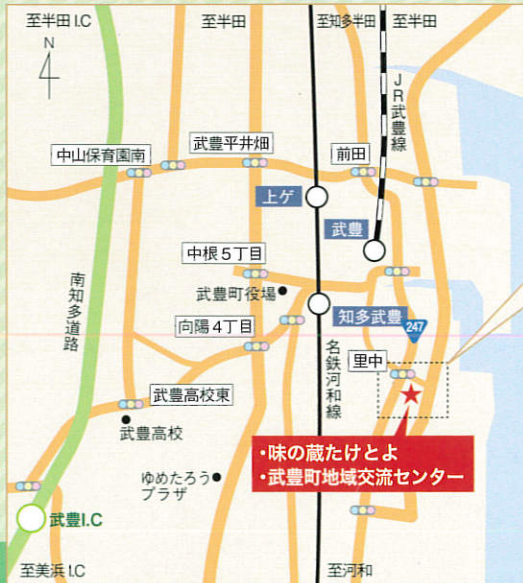 至半田I.C
至半田
至知多半田
至半田
N
JR武豊線
武豊平井畑
中山保育園南
前田
上ゲ
武豊
中根5丁目
南知多道路
武豊町役場
知多武豊
向陽4丁目
247
名鉄河和線
里中
武豊高校東
武豊高校
・味の蔵たけとよ
・武豊町地域交流センター
ゆめたろう
プラザ
武豊I.C
至美浜I.C
至河和